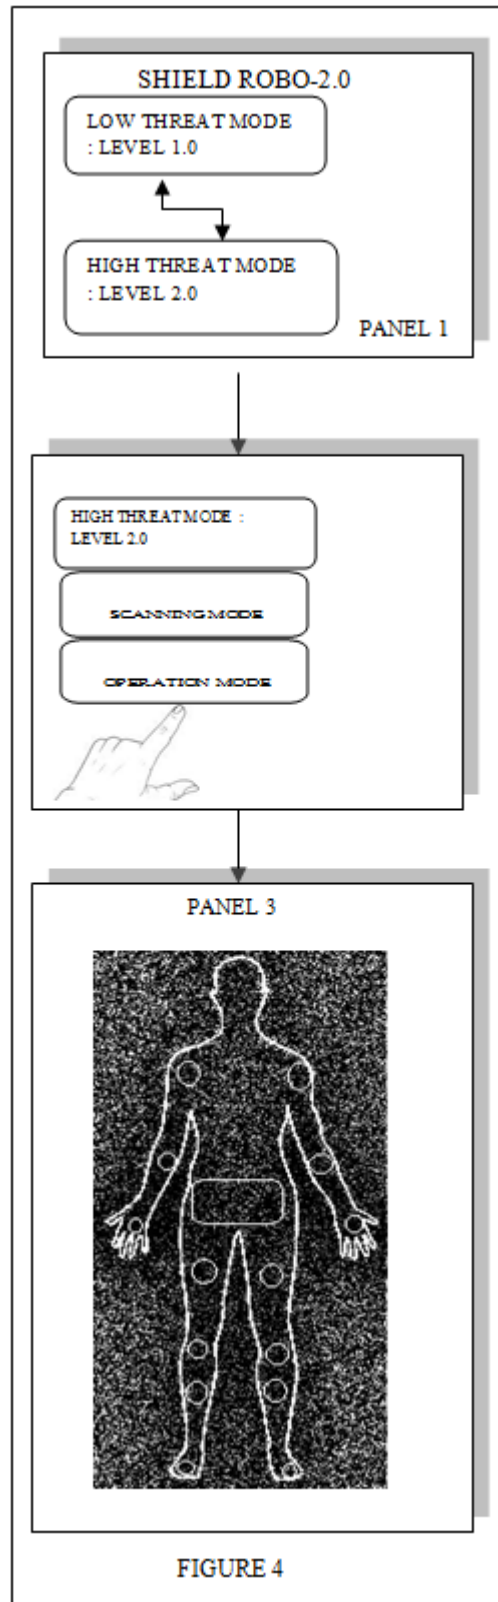 SHIELD ROBO-2.0
LOW THREAT MODE
: LEVEL 1.0
HIGH THREAT MODE
: LEVEL 2.0
PANEL 1
HIGH THREAT MODE :
LEVEL 2.0
SCANNING MODE
OPERATION MODE
PANEL 3
FIGURE 4